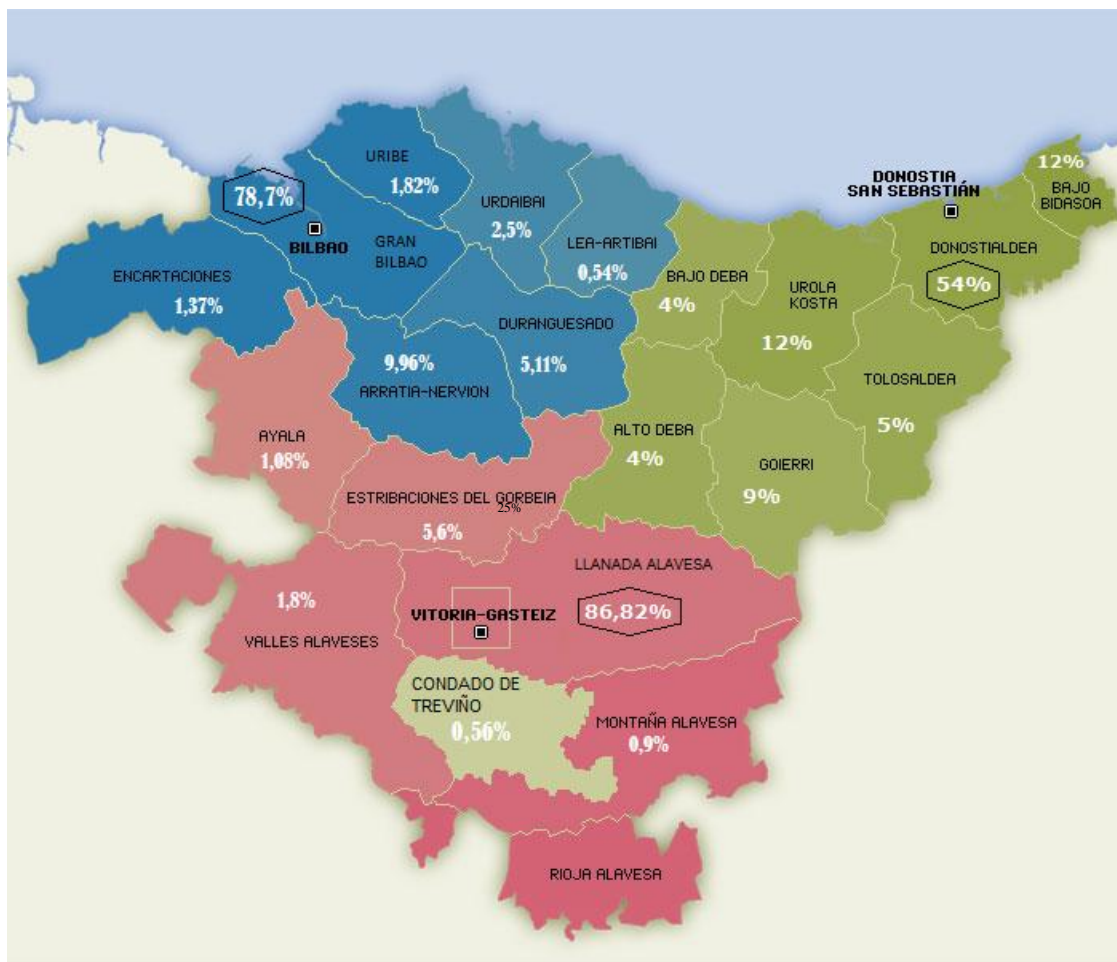 URIBE
1,82%
78,7%
BILBAO
GRAN
BILBAO
URDAIBAI
2,5%
LEA-ARTIBAI
0,54%
ENCARTACIONES
1,37%
DURANGUESADO
5,11%
9,96%
ARRATIA-NERVION
12%
BAJO
BIDASOA
DONOSTIA
SAN SEBASTIÁN
DONOSTIALDEA
54%
BAJO DEBA
4%
UROLA
KOSTA
12%
TOLOSALDEA
5%
ALTO DEBA
4%
GOIERRI
9%
AYALA
1,08%
ESTRIBACIONES DEL GORBEIA
25%
5,6%
LLANADA ALAVESA
86,82%
VITORIA-GASTEIZ
1,8%
VALLES ALAVESES
CONDADO DE
TREVIÑO
0,56%
MONTAÑA ALAVESA
0,9%
RIOJA ALAVESA